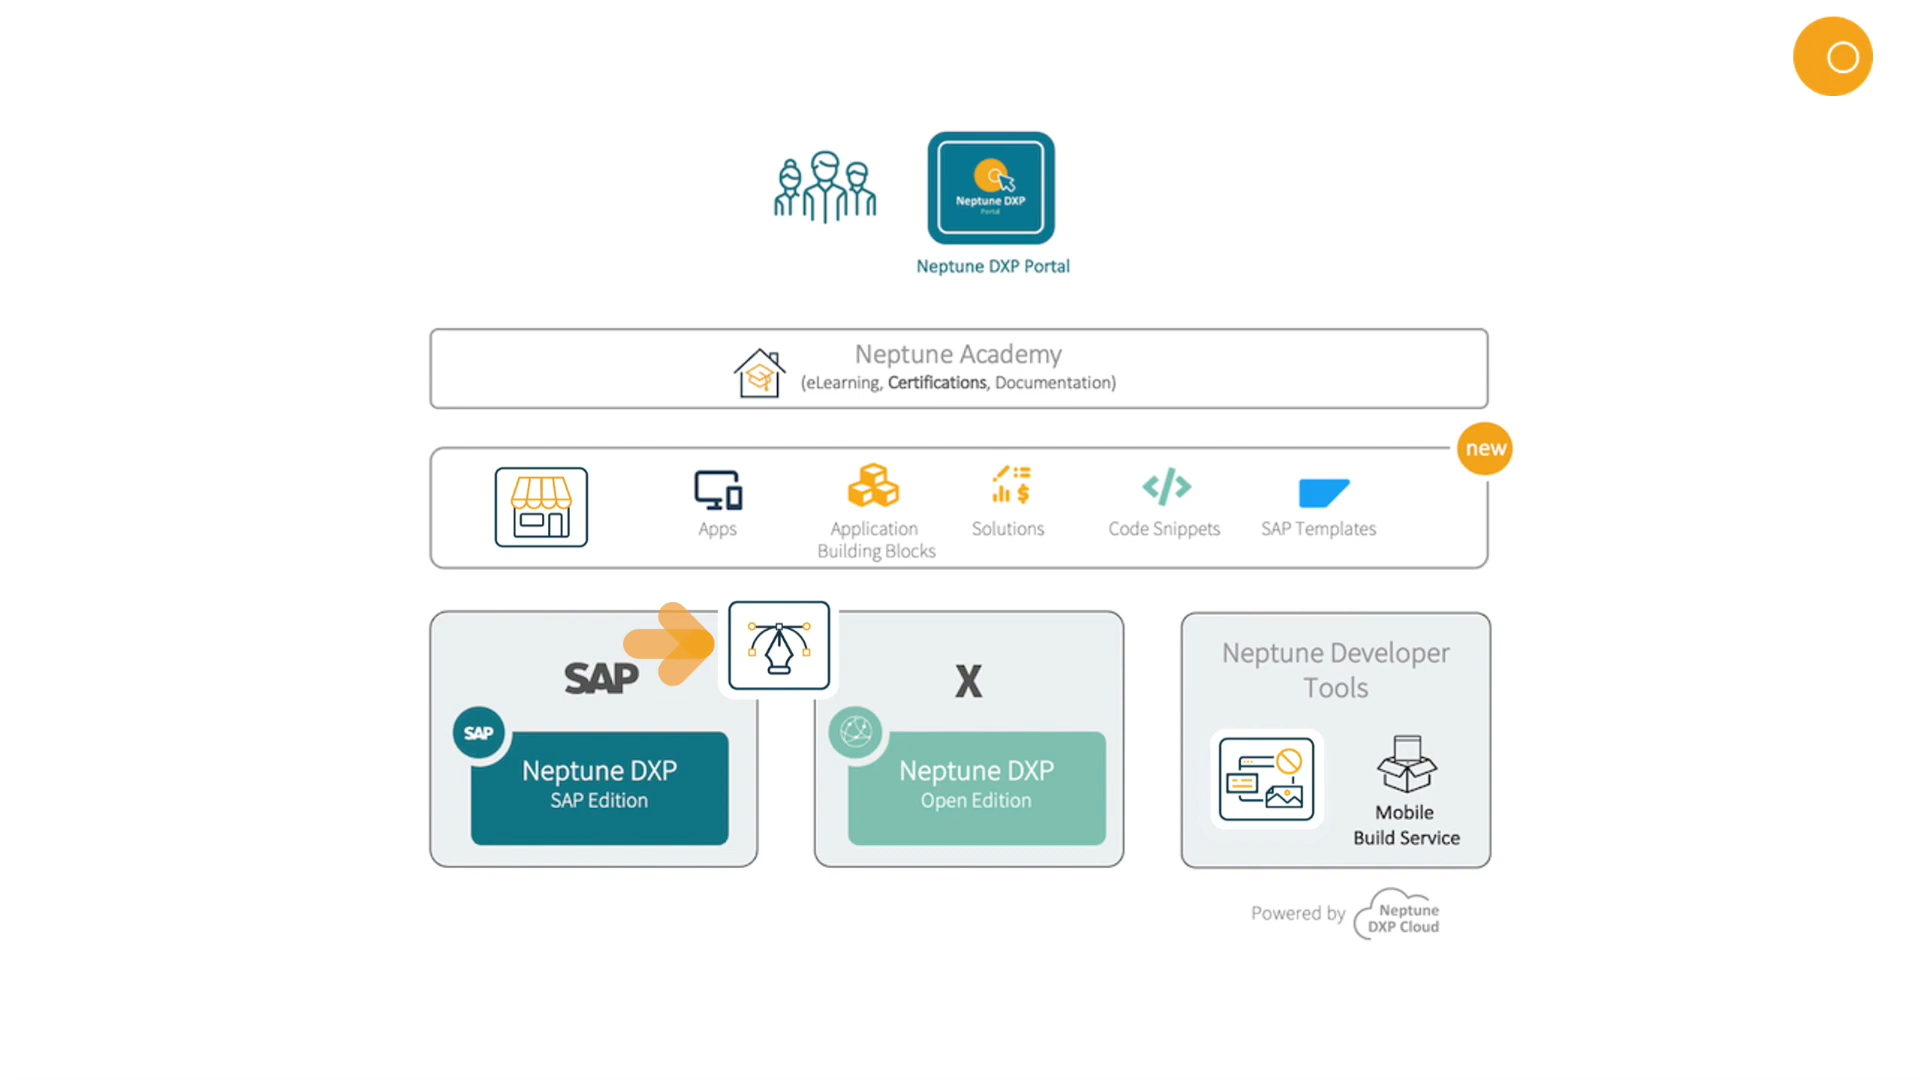 Neptune DXP
Portal
Neptune DXP Portal
Neptune Academy
(eLearning, Certifications, Documentation)
new
Apps
Application
Building Blocks
Solutions
Code Snippets
SAP Templates
SAP
X
SAP
Neptune DXP
SAP Edition
Neptune DXP
Open Edition
Neptune Developer
Tools
Mobile
Build Service
Powered by
Neptune
DXP Cloud